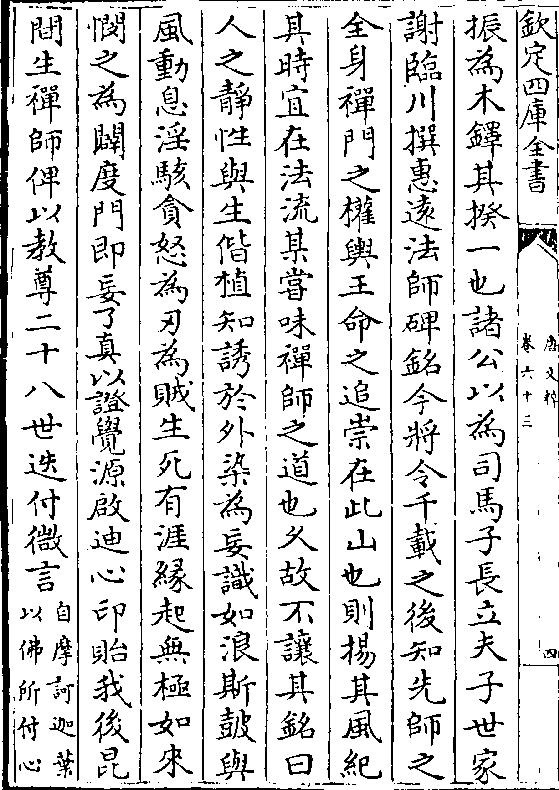 欽定四庫全書
唐文粹
卷六十三
四
振為木鐸其揆一也諸公以為司馬子長立夫子世家
謝臨川撰惠遠法師碑銘今將令千載之後知先師之
全身禪門之權輿王命之追崇在此山也則揚其風紀
其時宜在法流某嘗味禪師之道也久故不讓其銘曰
人之靜性與生偕植知誘於外染為妄識如浪斯鼓與
風動息淫駭貪怒為刃為賊生死有涯緣起無極如來
憫之為闢度門即妄了真以證覺源啟迪心印貽我後昆
間生禪師俾以教尊二十八世迭付微言自摩訶迦葉
以佛所付心